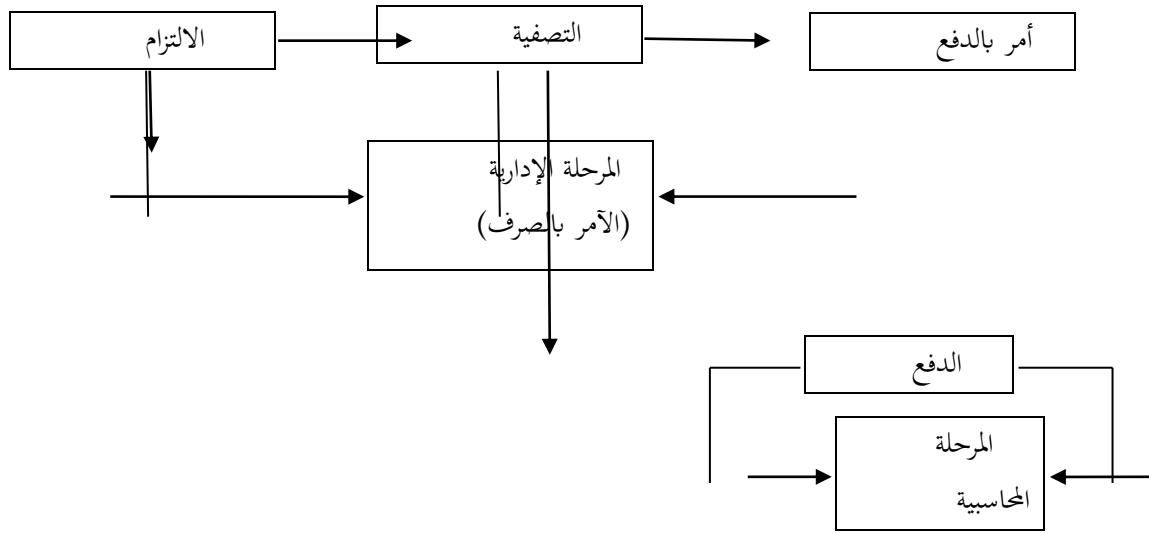 الالتزام
التصفية
أمر بالدفع
المرحلة الإدارية
(الآمر بالصرف)
الدفع
المرحلة
المحاسبية